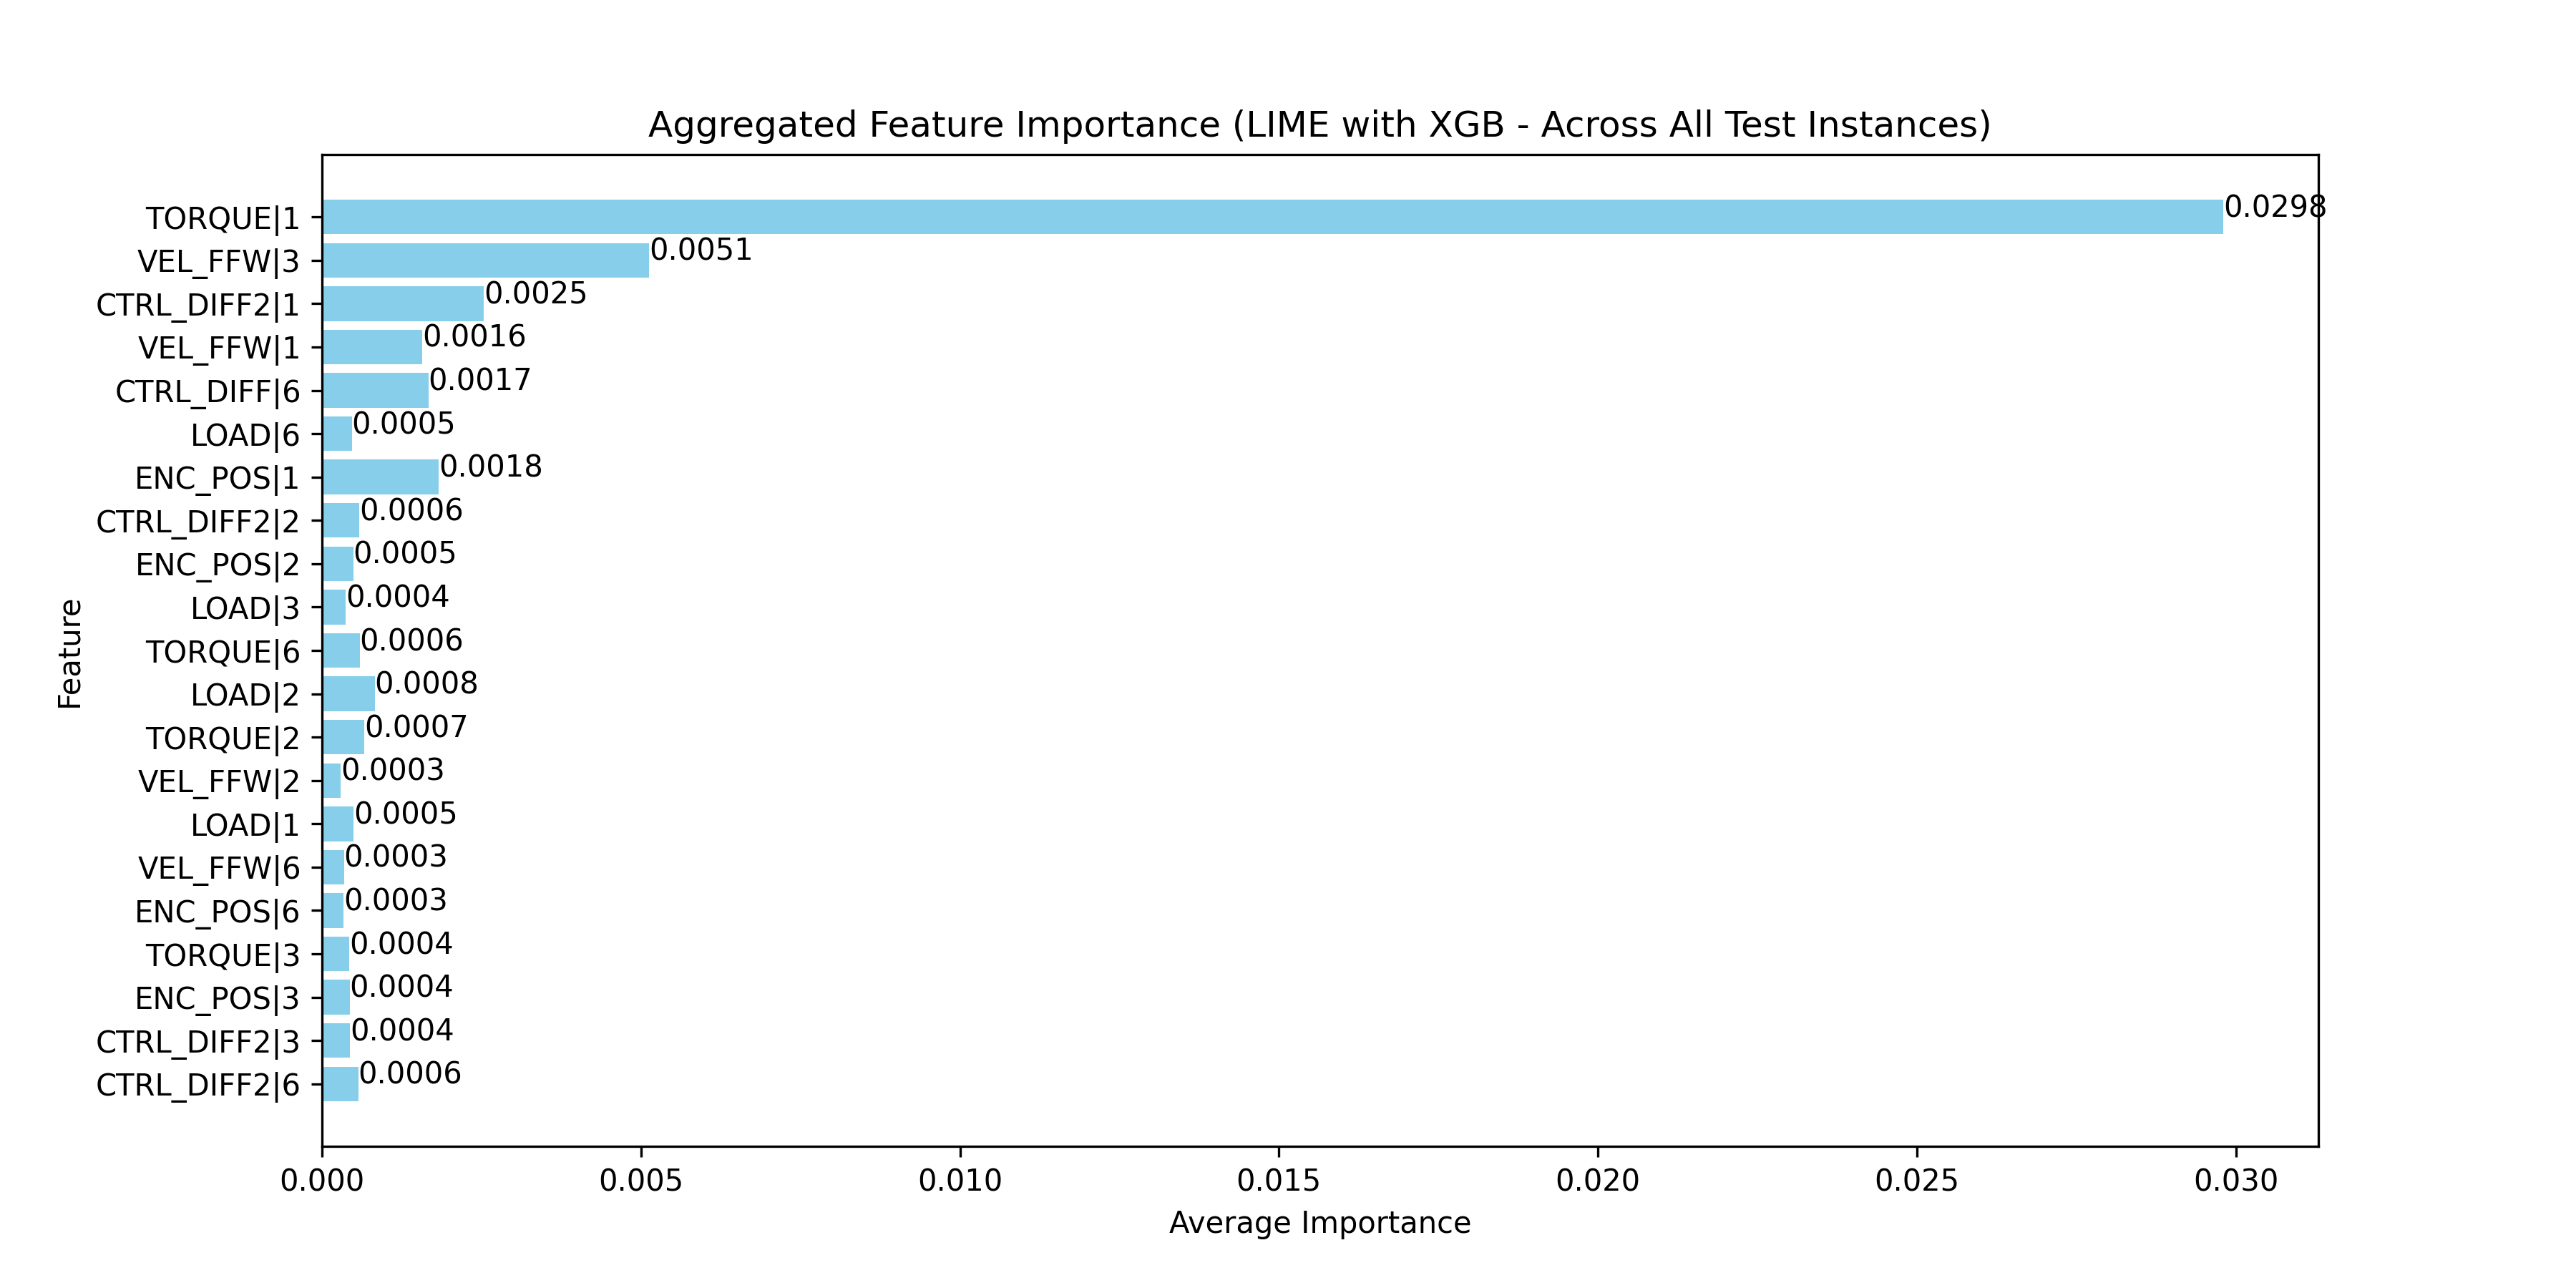 Aggregated Feature Importance (LIME with XGB - Across All Test Instances)
TORQUE|1 0.0298
VEL_FFW|3 0.0051
CTRL_DIFF2|1 0.0025
VEL_FFW|1 0.0016
CTRL_DIFF|6 0.0017
LOAD|6 0.0005
ENC_POS|1 0.0018
CTRL_DIFF2|2 0.0006
ENC_POS|2 0.0005
LOAD|3 0.0004
TORQUE|6 0.0006
LOAD|2 0.0008
TORQUE|2 0.0007
VEL_FFW|2 0.0003
LOAD|1 0.0005
VEL_FFW|6 0.0003
ENC_POS|6 0.0003
TORQUE|3 0.0004
ENC_POS|3 0.0004
CTRL_DIFF2|3 0.0004
CTRL_DIFF2|6 0.0006
Feature
0.000 0.005 0.010 0.015 0.020 0.025 0.030
Average Importance